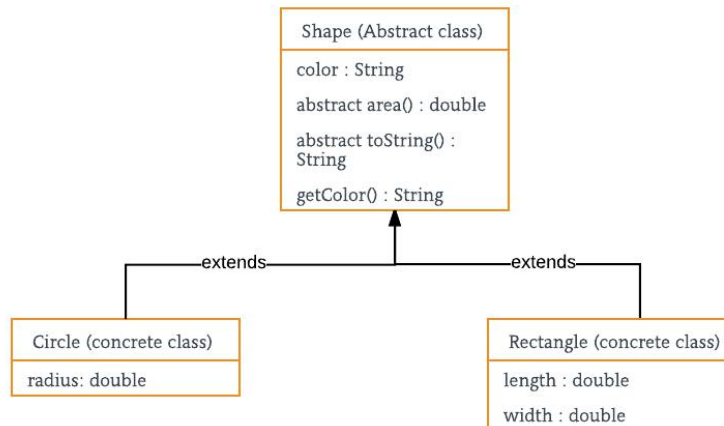 Shape (Abstract class)
color : String
abstract area() : double
abstract toString() :
String
getColor() : String
extends
extends
Circle (concrete class)
radius: double
Rectangle (concrete class)
length : double
width : double